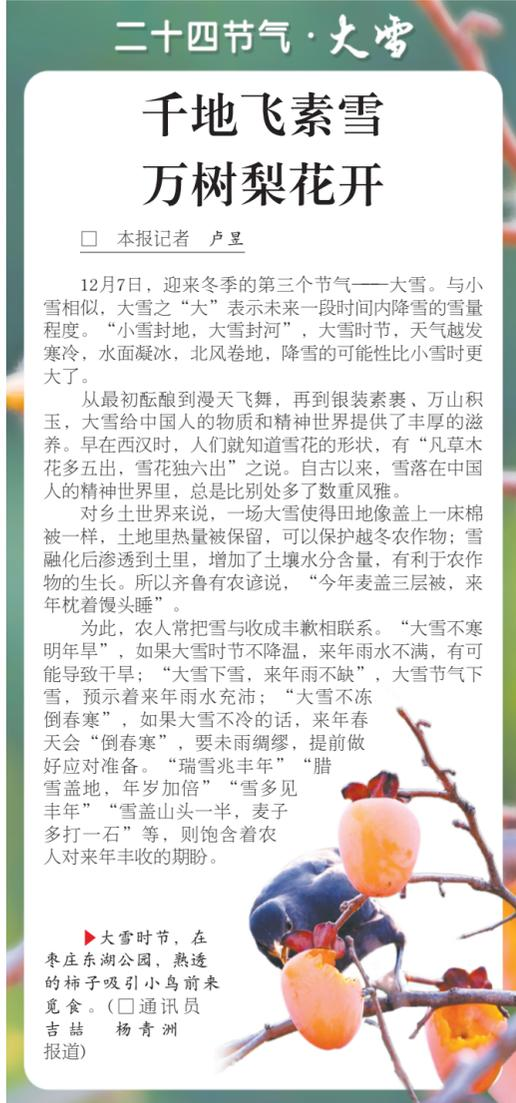 二十四节气·大雪
千地飞素雪
万树梨花开
□ 本报记者 卢昱
12月7日，迎来冬季的第三个节气——大雪。与小
雪相似，大雪之“大”表示未来一段时间内降雪的雪量
程度。“小雪封地，大雪封河”，大雪时节，天气越发
寒冷，水面凝冰，北风卷地，降雪的可能性比小雪时更
大了。
从最初酝酿到漫天飞舞，再到银装素裹、万山积
玉，大雪给中国人的物质和精神世界提供了丰厚的滋
养。早在西汉时，人们就知道雪花的形状，有“凡草木
花多五出，雪花独六出”之说。自古以来，雪落在中国
人的精神世界里，总是比别处多了数重风雅。
对乡土世界来说，一场大雪使得田地像盖上一床棉
被一样，土地里热量被保留，可以保护越冬农作物；雪
融化后渗透到土里，增加了土壤水分含量，有利于农作
物的生长。所以齐鲁有农谚说，“今年麦盖三层被，来
年枕着馒头睡”。
为此，农人常把雪与收成丰歉相联系。“大雪不寒
明年旱”，如果大雪时节不降温，来年雨水不满，有可
能导致干旱；“大雪下雪，来年雨不缺”，大雪节气下
雪，预示着来年雨水充沛；“大雪不冻
倒春寒”，如果大雪不冷的话，来年春
天会“倒春寒”，要未雨绸缪，提前做
好应对准备。“瑞雪兆丰年”“腊
雪盖地，年岁加倍”“雪多见
丰年”“雪盖山头一半，麦子
多打一石”等，则饱含着农
人对来年丰收的期盼。
▶大雪时节，在
枣庄东湖公园，熟透
的柿子吸引小鸟前来
觅食。(□通讯员
吉喆 杨青洲
报道)